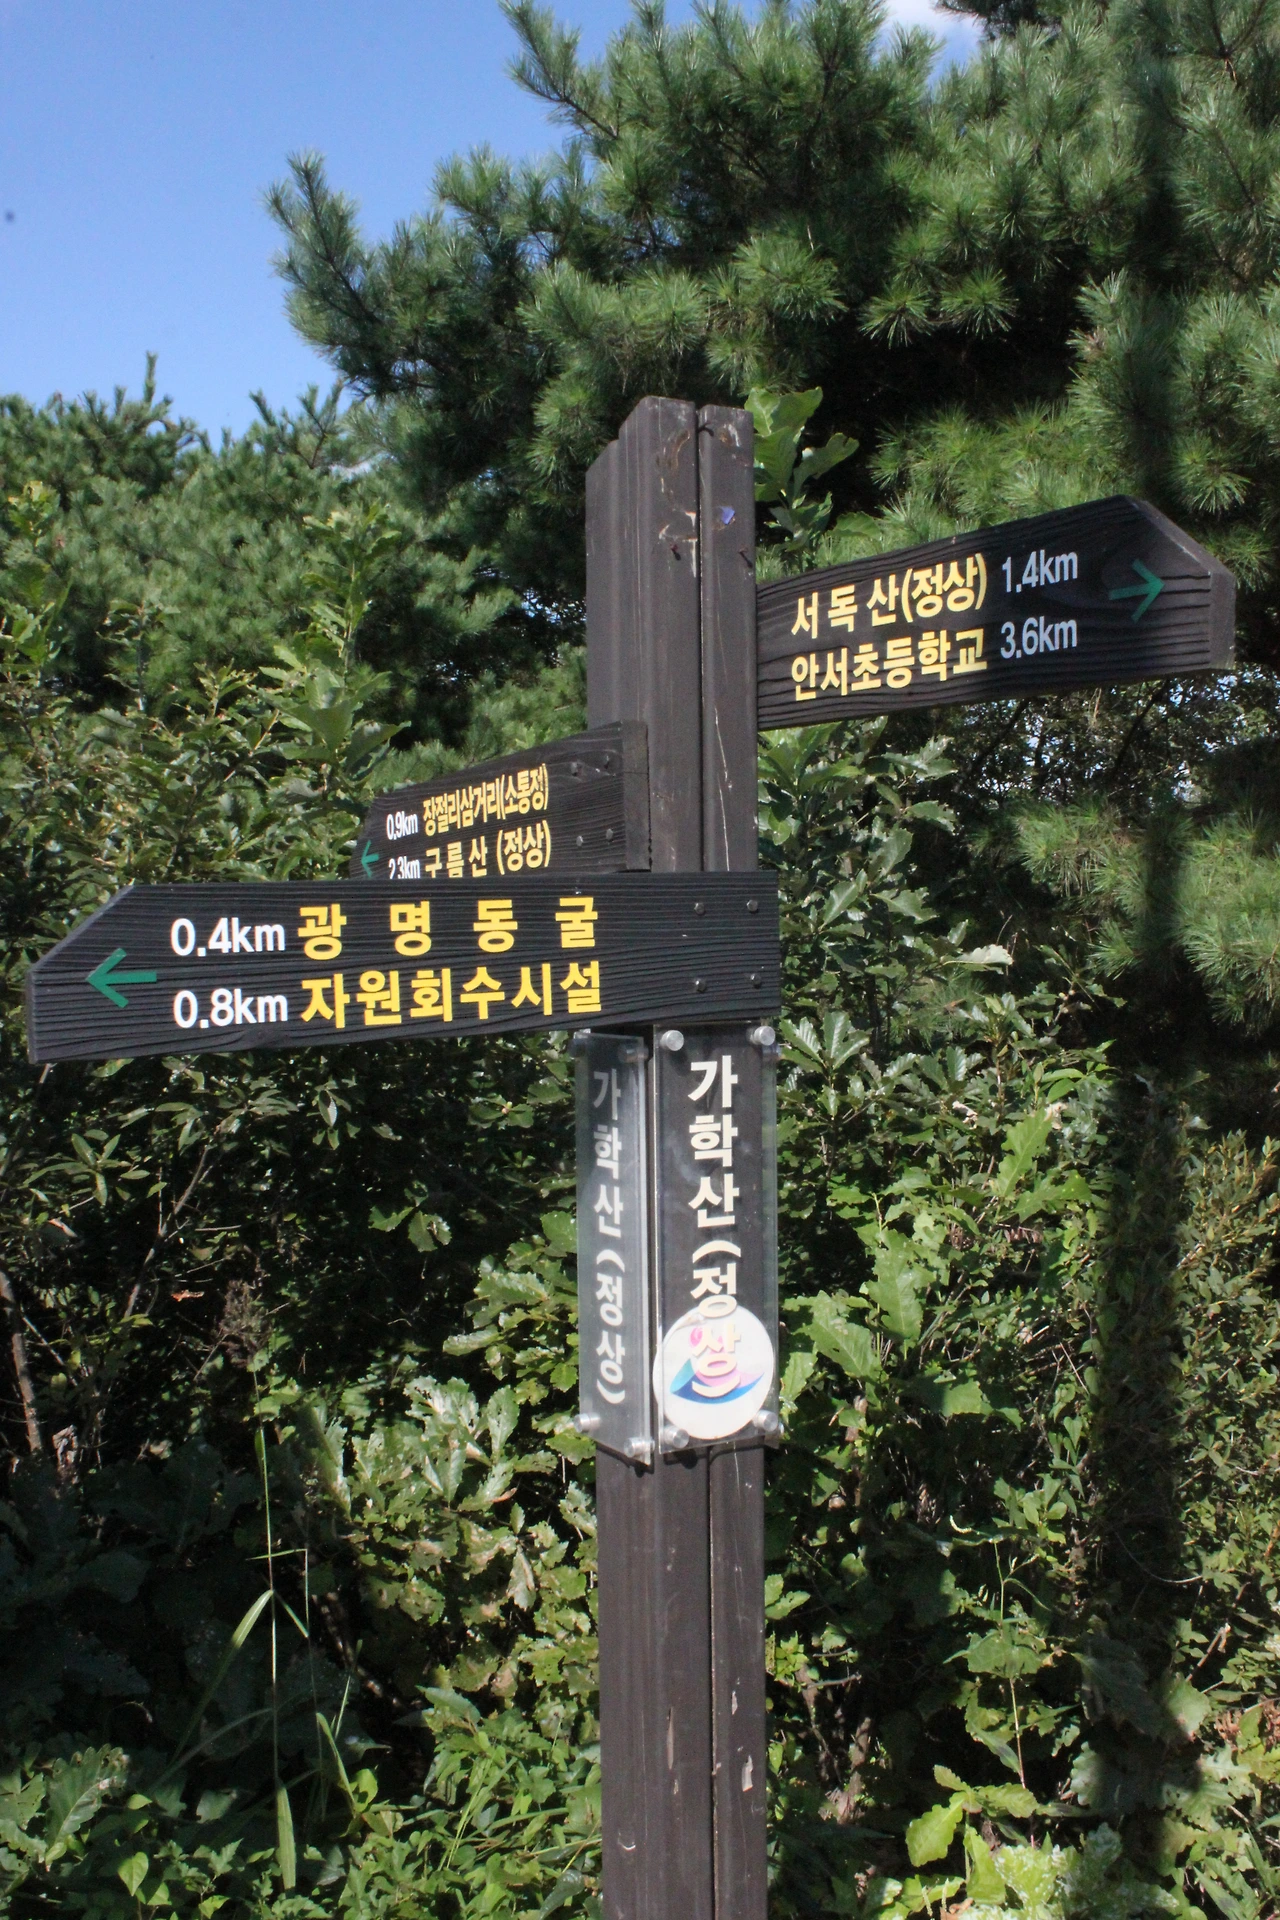 서독산(정상) 1.4km
안서초등학교 3.6km
0.9km 장절리삼거리(소통정)
2.3km 구름산 (정상)
0.4km 광명동굴
0.8km 자원회수시설
가학산(정상)
가학산(정상)